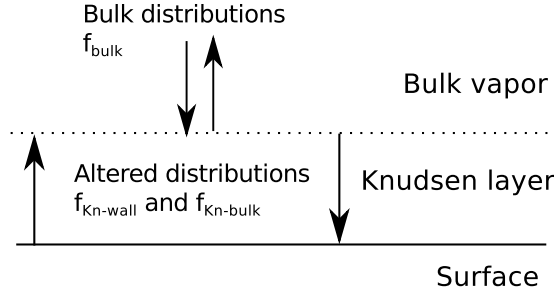 Bulk distributions
f_bulk
Bulk vapor
Altered distributions
f_Kn-wall and f_Kn-bulk
Knudsen layer
Surface